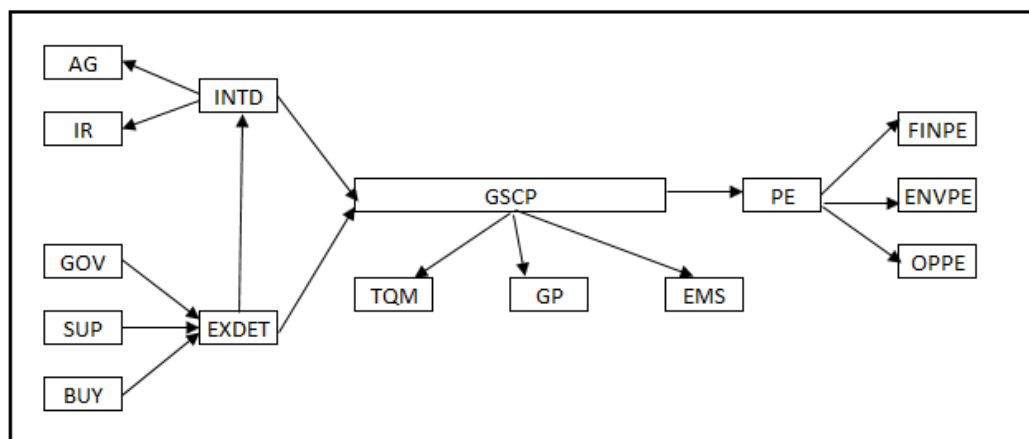 AG
INTD
IR
FINPE
GSCP
PE
ENVPE
GOV
OPPE
TQM
GP
EMS
SUP
EXDET
BUY